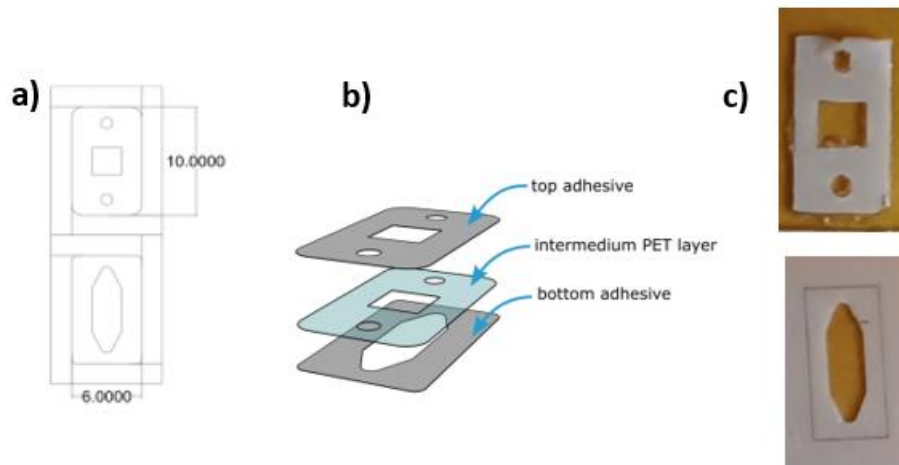 a)
10.0000
6.0000
b)
top adhesive
intermedium PET layer
bottom adhesive
c)